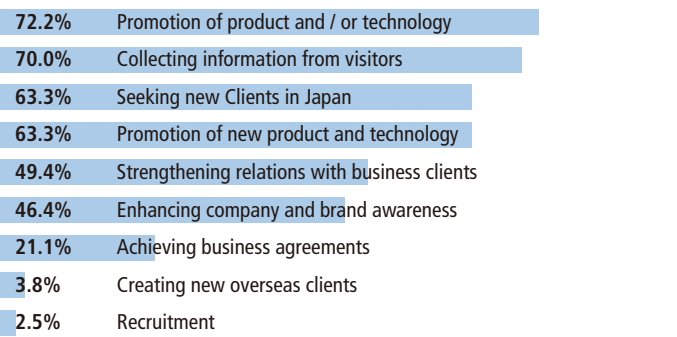 72.2% Promotion of product and / or technology
70.0% Collecting information from visitors
63.3% Seeking new Clients in Japan
63.3% Promotion of new product and technology
49.4% Strengthening relations with business clients
46.4% Enhancing company and brand awareness
21.1% Achieving business agreements
3.8% Creating new overseas clients
2.5% Recruitment